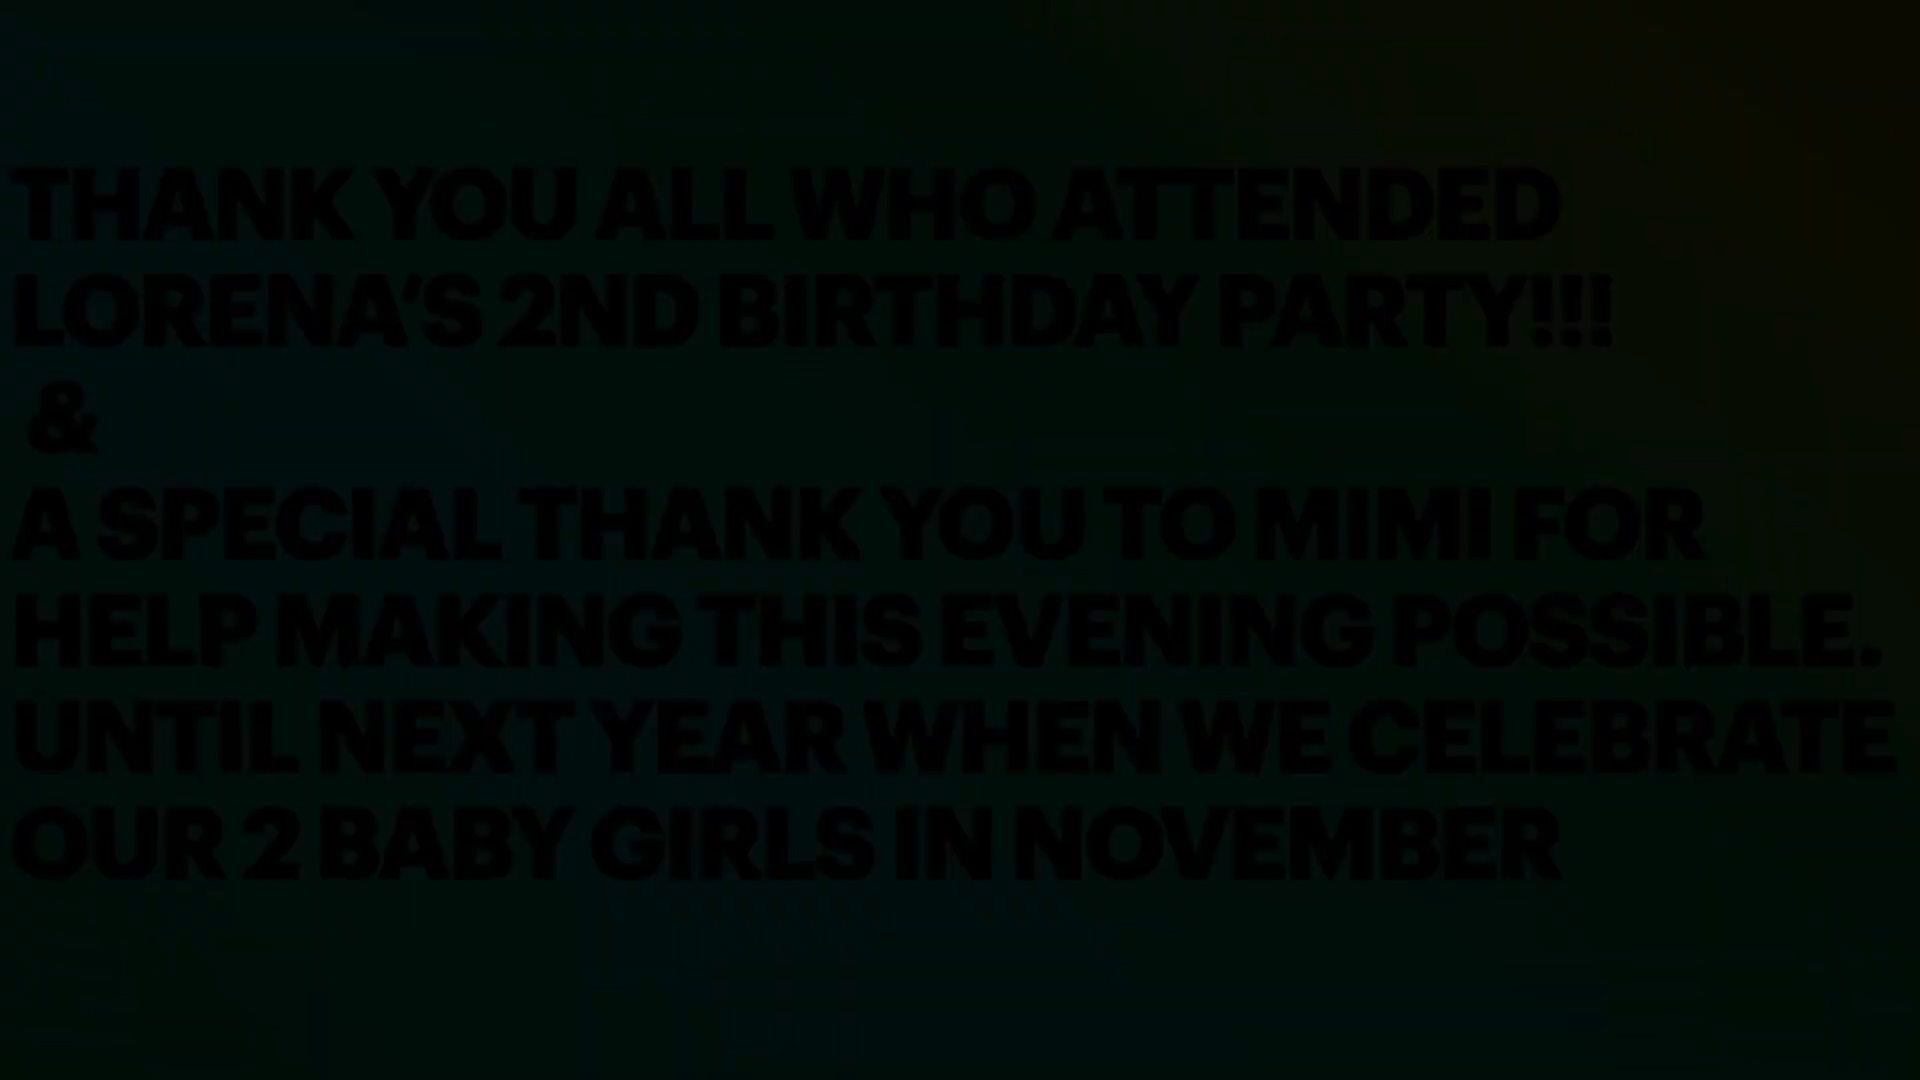 THANK YOU ALL WHO ATTENDED
LORENA’S 2ND BIRTHDAY PARTY!!!
&
A SPECIAL THANK YOU TO MIMI FOR
HELP MAKING THIS EVENING POSSIBLE.
UNTIL NEXT YEAR WHEN WE CELEBRATE
OUR 2 BABY GIRLS IN NOVEMBER